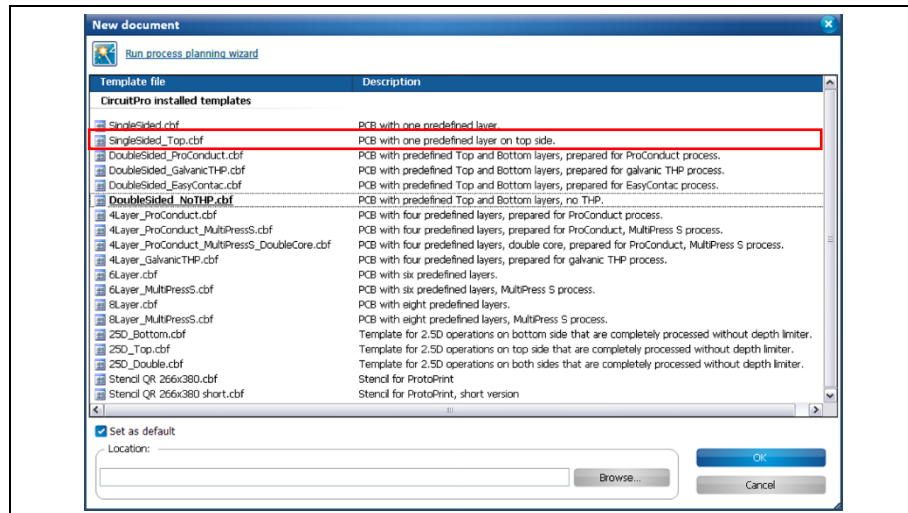 New document
Run process planning wizard
Template file Description
CircuitPro installed templates
SingleSided.cbf PCB with one predefined layer.
SingleSided_Top.cbf PCB with one predefined layer on top side.
DoubleSided_ProConduct.cbf PCB with predefined Top and Bottom layers, prepared for ProConduct process.
DoubleSided_GalvanicTHP.cbf PCB with predefined Top and Bottom layers, prepared for galvanic THP process.
DoubleSided_EasyContac.cbf PCB with predefined Top and Bottom layers, prepared for EasyContac process.
DoubleSided_NoTHP.cbf PCB with predefined Top and Bottom layers, no THP.
4Layer_ProConduct.cbf PCB with four predefined layers, prepared for ProConduct process.
4Layer_ProConduct_MultiPressS.cbf PCB with four predefined layers, prepared for ProConduct, MultiPress S process.
4Layer_ProConduct_MultiPressS_DoubleCore.cbf PCB with four predefined layers, double core, prepared for ProConduct, MultiPress S process.
4Layer_GalvanicTHP.cbf PCB with four predefined layers, prepared for galvanic THP process.
6Layer.cbf PCB with six predefined layers.
6Layer_MultiPressS.cbf PCB with six predefined layers, MultiPress S process.
8Layer.cbf PCB with eight predefined layers.
8Layer_MultiPressS.cbf PCB with eight predefined layers, MultiPress S process.
25D_Bottom.cbf Template for 2.5D operations on bottom side that are completely processed without depth limiter.
25D_Top.cbf Template for 2.5D operations on top side that are completely processed without depth limiter.
25D_Double.cbf Template for 2.5D operations on both sides that are completely processed without depth limiter.
Stencil QR 266x380.cbf Stencil for ProtoPrint
Stencil QR 266x380 short.cbf Stencil for ProtoPrint, short version
Set as default
Location:
OK
Browse...
Cancel